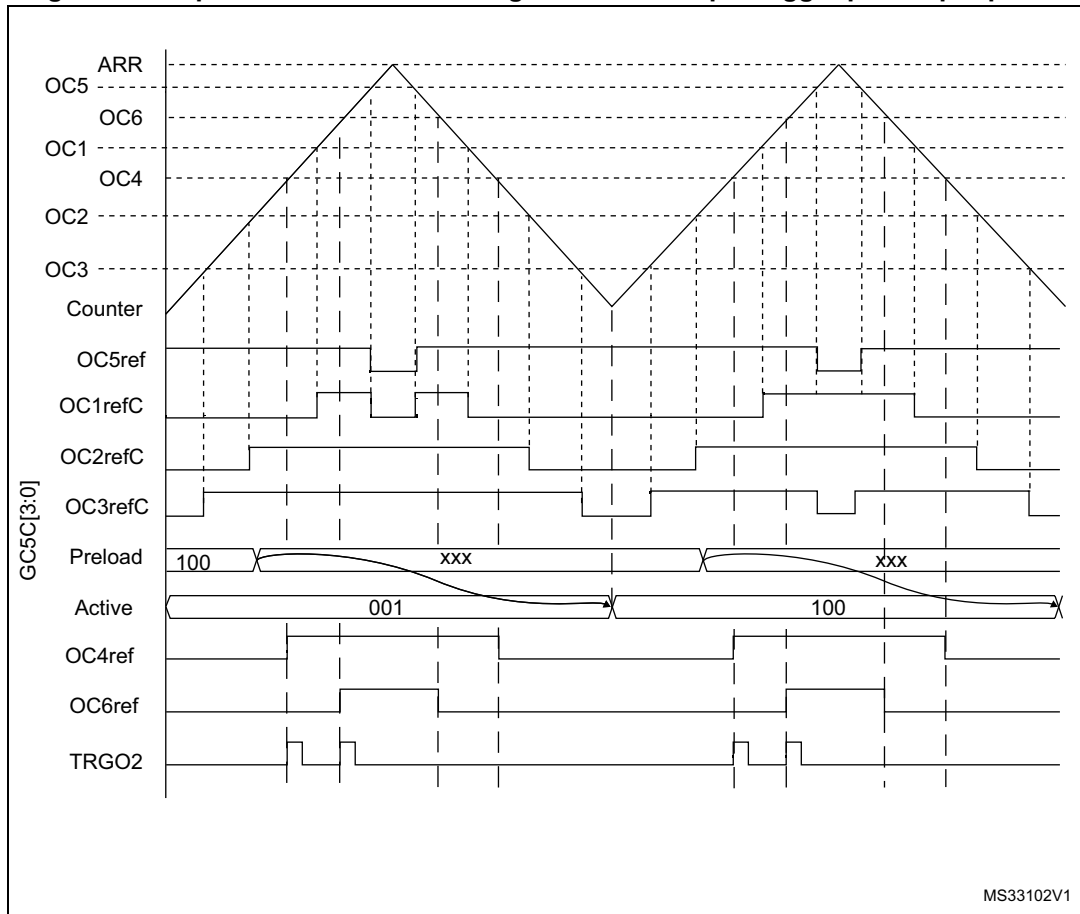 ARR
OC5
OC6
OC1
OC4
OC2
OC3
Counter
OC5ref
OC1refC
OC2refC
OC3refC
GC5C[3:0]
Preload
100
xxx
xxx
Active
001
100
OC4ref
OC6ref
TRGO2
MS33102V1